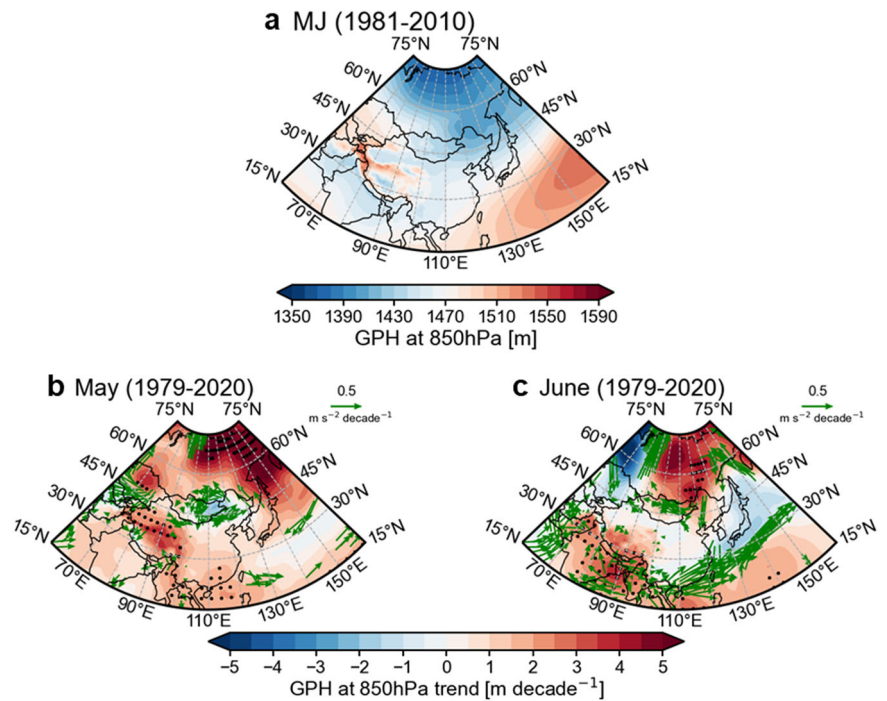 a MJ (1981-2010)
75°N 75°N
60°N 60°N
45°N 45°N
30°N 30°N
15°N 15°N
70°E 150°E
90°E 130°E
110°E
1350 1390 1430 1470 1510 1550 1590
GPH at 850hPa [m]
b May (1979-2020)
0.5
m s⁻² decade⁻¹
75°N 75°N
60°N 60°N
45°N 45°N
30°N 30°N
15°N 15°N
70°E 150°E
90°E 130°E
110°E
c June (1979-2020)
0.5
m s⁻² decade⁻¹
75°N 75°N
60°N 60°N
45°N 45°N
30°N 30°N
15°N 15°N
70°E 150°E
90°E 130°E
110°E
−5 −4 −3 −2 −1 0 1 2 3 4 5
GPH at 850hPa trend [m decade⁻¹]